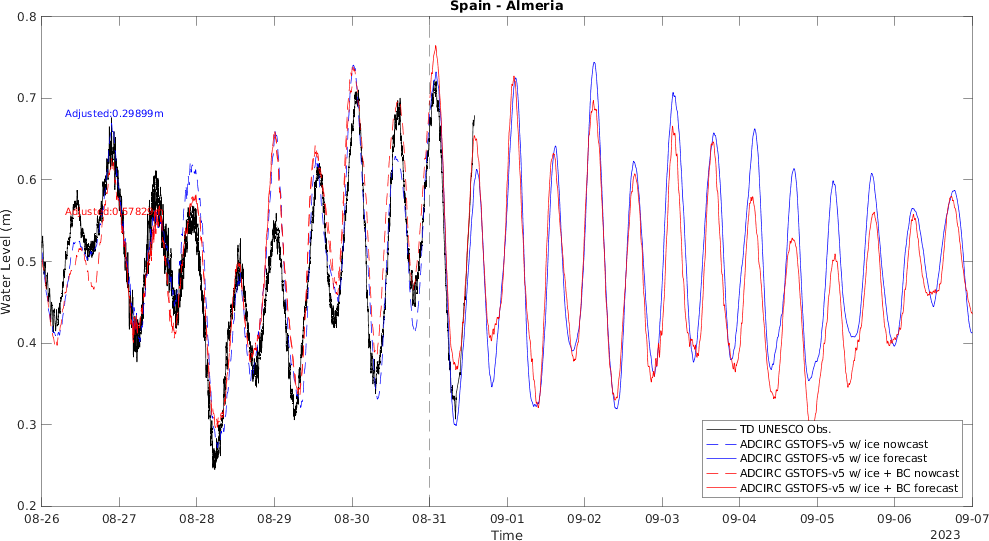 Spain - Almeria
0.8
0.7
0.6
0.5
0.4
0.3
0.2
Water Level (m)
Adjusted:0.29899m
TD UNESCO Obs.
ADCIRC GSTOFS-v5 w/ ice nowcast
ADCIRC GSTOFS-v5 w/ ice forecast
ADCIRC GSTOFS-v5 w/ ice + BC nowcast
ADCIRC GSTOFS-v5 w/ ice + BC forecast
08-26 08-27 08-28 08-29 08-30 08-31 09-01 09-02 09-03 09-04 09-05 09-06 09-07
Time
2023